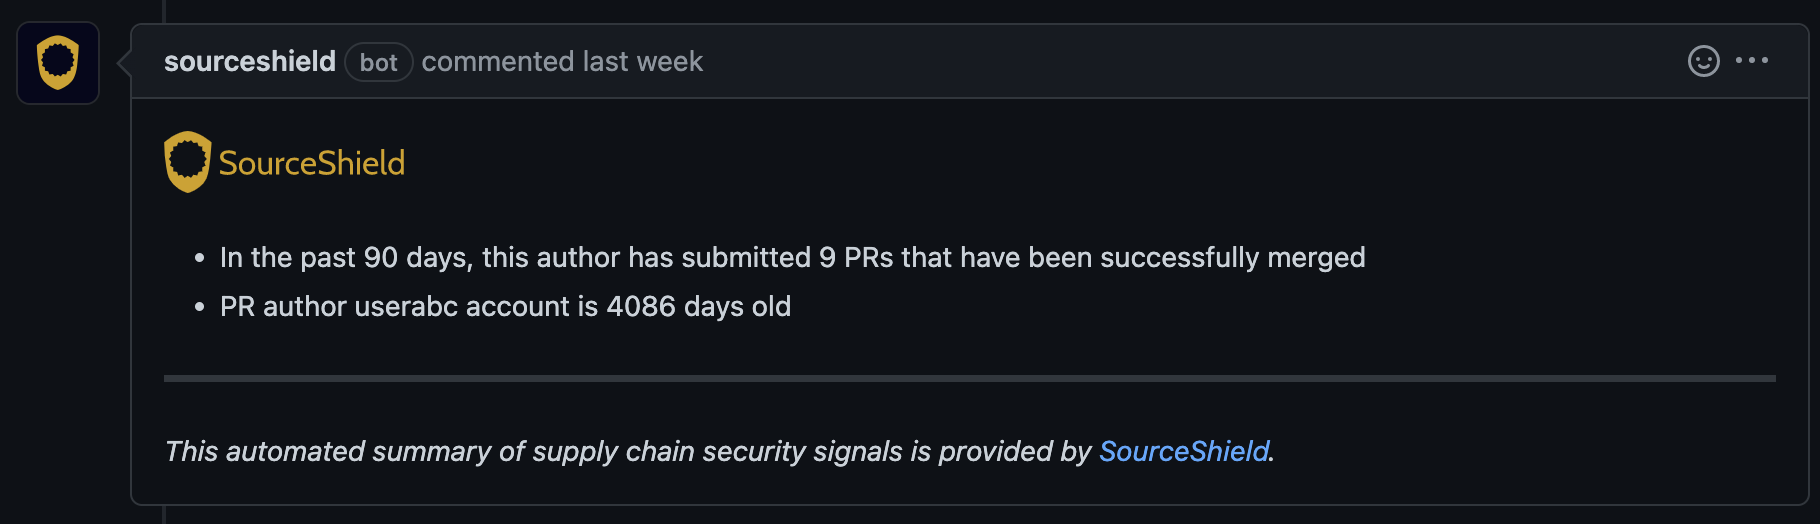 sourceshield bot commented last week
SourceShield
• In the past 90 days, this author has submitted 9 PRs that have been successfully merged
• PR author userabc account is 4086 days old
This automated summary of supply chain security signals is provided by SourceShield.